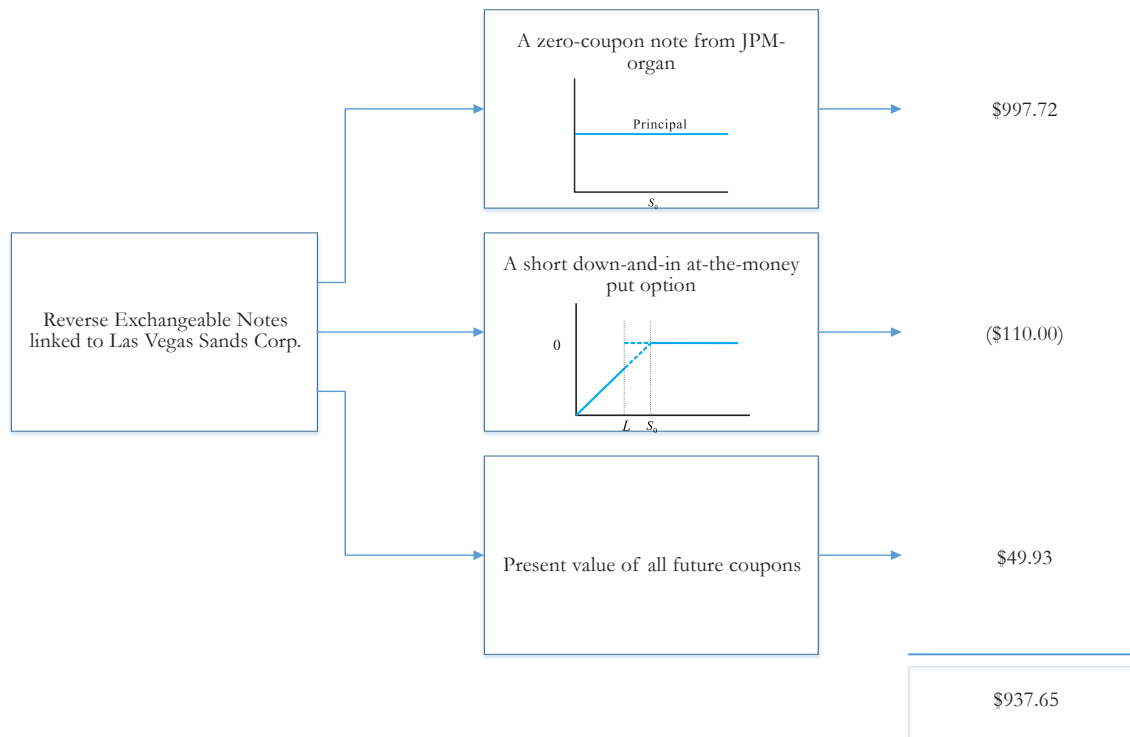 A zero-coupon note from JPM-
organ
Principal
S₀
$997.72
Reverse Exchangeable Notes
linked to Las Vegas Sands Corp.
A short down-and-in at-the-money
put option
0
L S₀
($110.00)
Present value of all future coupons
$49.93
$937.65